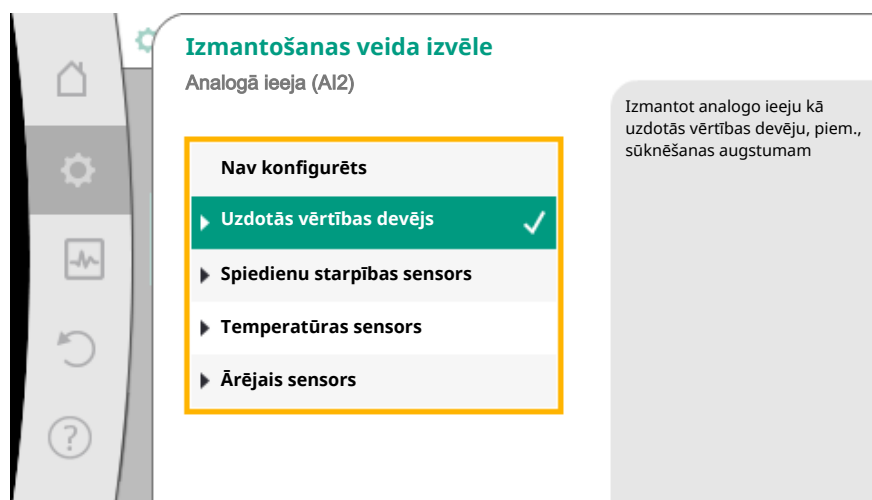 Izmantošanas veida izvēle
Analogā ieeja (AI2)
Nav konfigurēts
Uzdotās vērtības devējs
Spiedienu starpības sensors
Temperatūras sensors
Ārējais sensors
Izmantot analogo ieeju kā
uzdotās vērtības devēju, piem.,
sūknēšanas augstumam
?